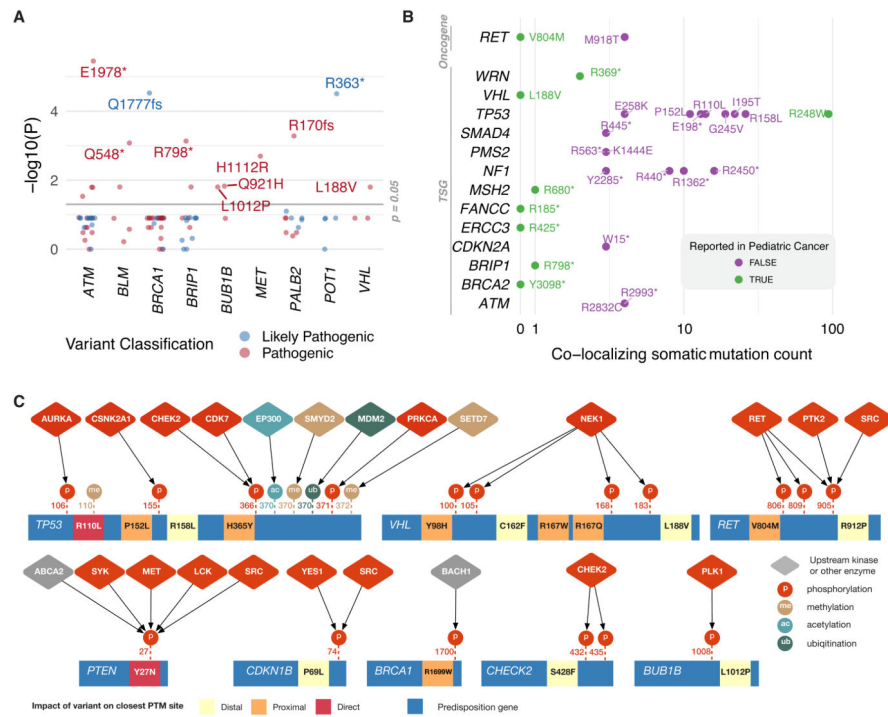 A
−log10(P)
4
2
0
E1978*
Q1777fs
R363*
R170fs
Q548*
R798*
H1112R
Q921H
L188V
L1012P
p = 0.05
ATM
BLM
BRCA1
BRIP1
BUB1B
MET
PALB2
POT1
VHL
Variant Classification
Likely Pathogenic
Pathogenic
B
Oncogene
TSG
RET
V804M
M918T
WRN
R369*
VHL
L188V
TP53
E258K
P152L
R110L
I195T
E198*
G245V
R158L
R248W
SMAD4
R445*
PMS2
R563*
K1444E
NF1
Y2285*
R440*
R1362*
R2450*
MSH2
R680*
FANCC
R185*
ERCC3
R425*
CDKN2A
W15*
BRIP1
R798*
BRCA2
Y3098*
ATM
R2993*
R2832C
Reported in Pediatric Cancer
FALSE
TRUE
0 1 10 100
Co-localizing somatic mutation count
C
AURKA CSNK2A1 CHEK2 CDK7 EP300 SMYD2 MDM2 PRKCA SETD7 NEK1 RET PTK2 SRC
p me p p ac me ub p me p p p p p p p
106 110 155 366 370 370 370 371 372 100 105 168 183 806 809 905
TP53 R110L P152L R158L H365Y
VHL Y98H C162F R167W R167Q L188V
RET V804M R912P
ABCA2 SYK MET LCK SRC YES1 SRC BACH1 CHEK2 PLK1
p p p p p p
27 74 1700 432 435 1008
PTEN Y27N
CDKN1B P69L
BRCA1 R1699W
CHECK2 S428F
BUB1B L1012P
Upstream kinase
or other enzyme
p phosphorylation
me methylation
ac acetylation
ub ubiqitination
Impact of variant on closest PTM site
Distal Proximal Direct Predisposition gene